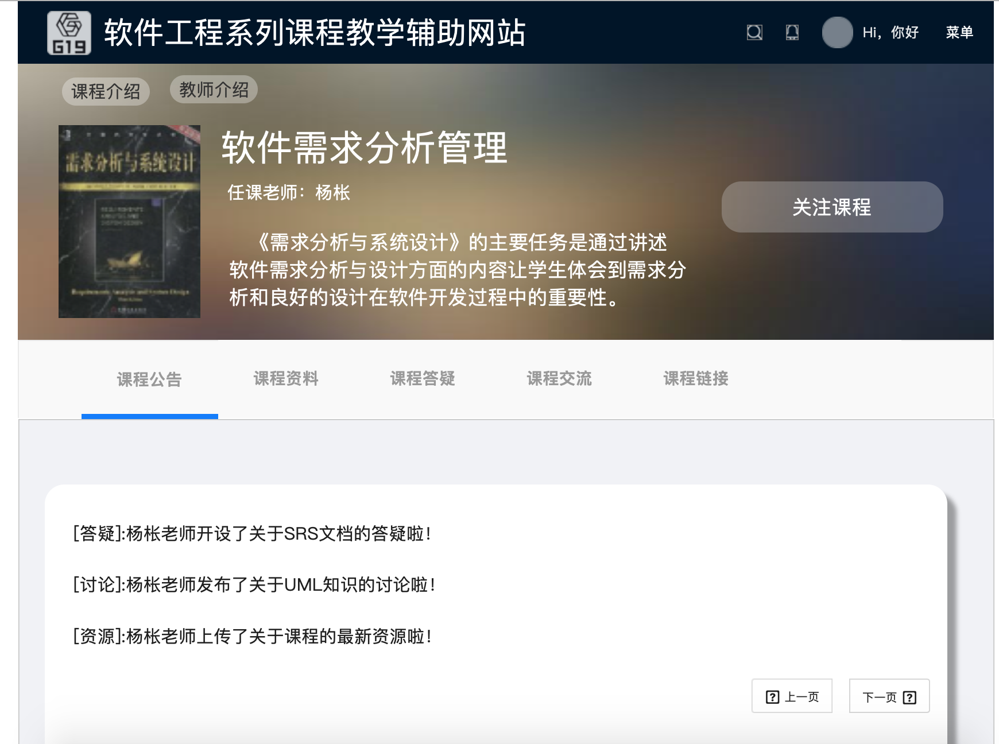 G19
软件工程系列课程教学辅助网站
Hi，你好
菜单
课程介绍
教师介绍
需求分析与系统设计
软件需求分析管理
任课老师：杨枨
关注课程
《需求分析与系统设计》的主要任务是通过讲述
软件需求分析与设计方面的内容让学生体会到需求分
析和良好的设计在软件开发过程中的重要性。
Requirements Analysis and System Design
课程公告
课程资料
课程答疑
课程交流
课程链接
[答疑]:杨枨老师开设了关于SRS文档的答疑啦！
[讨论]:杨枨老师发布了关于UML知识的讨论啦！
[资源]:杨枨老师上传了关于课程的最新资源啦！
? 上一页
下一页 ?